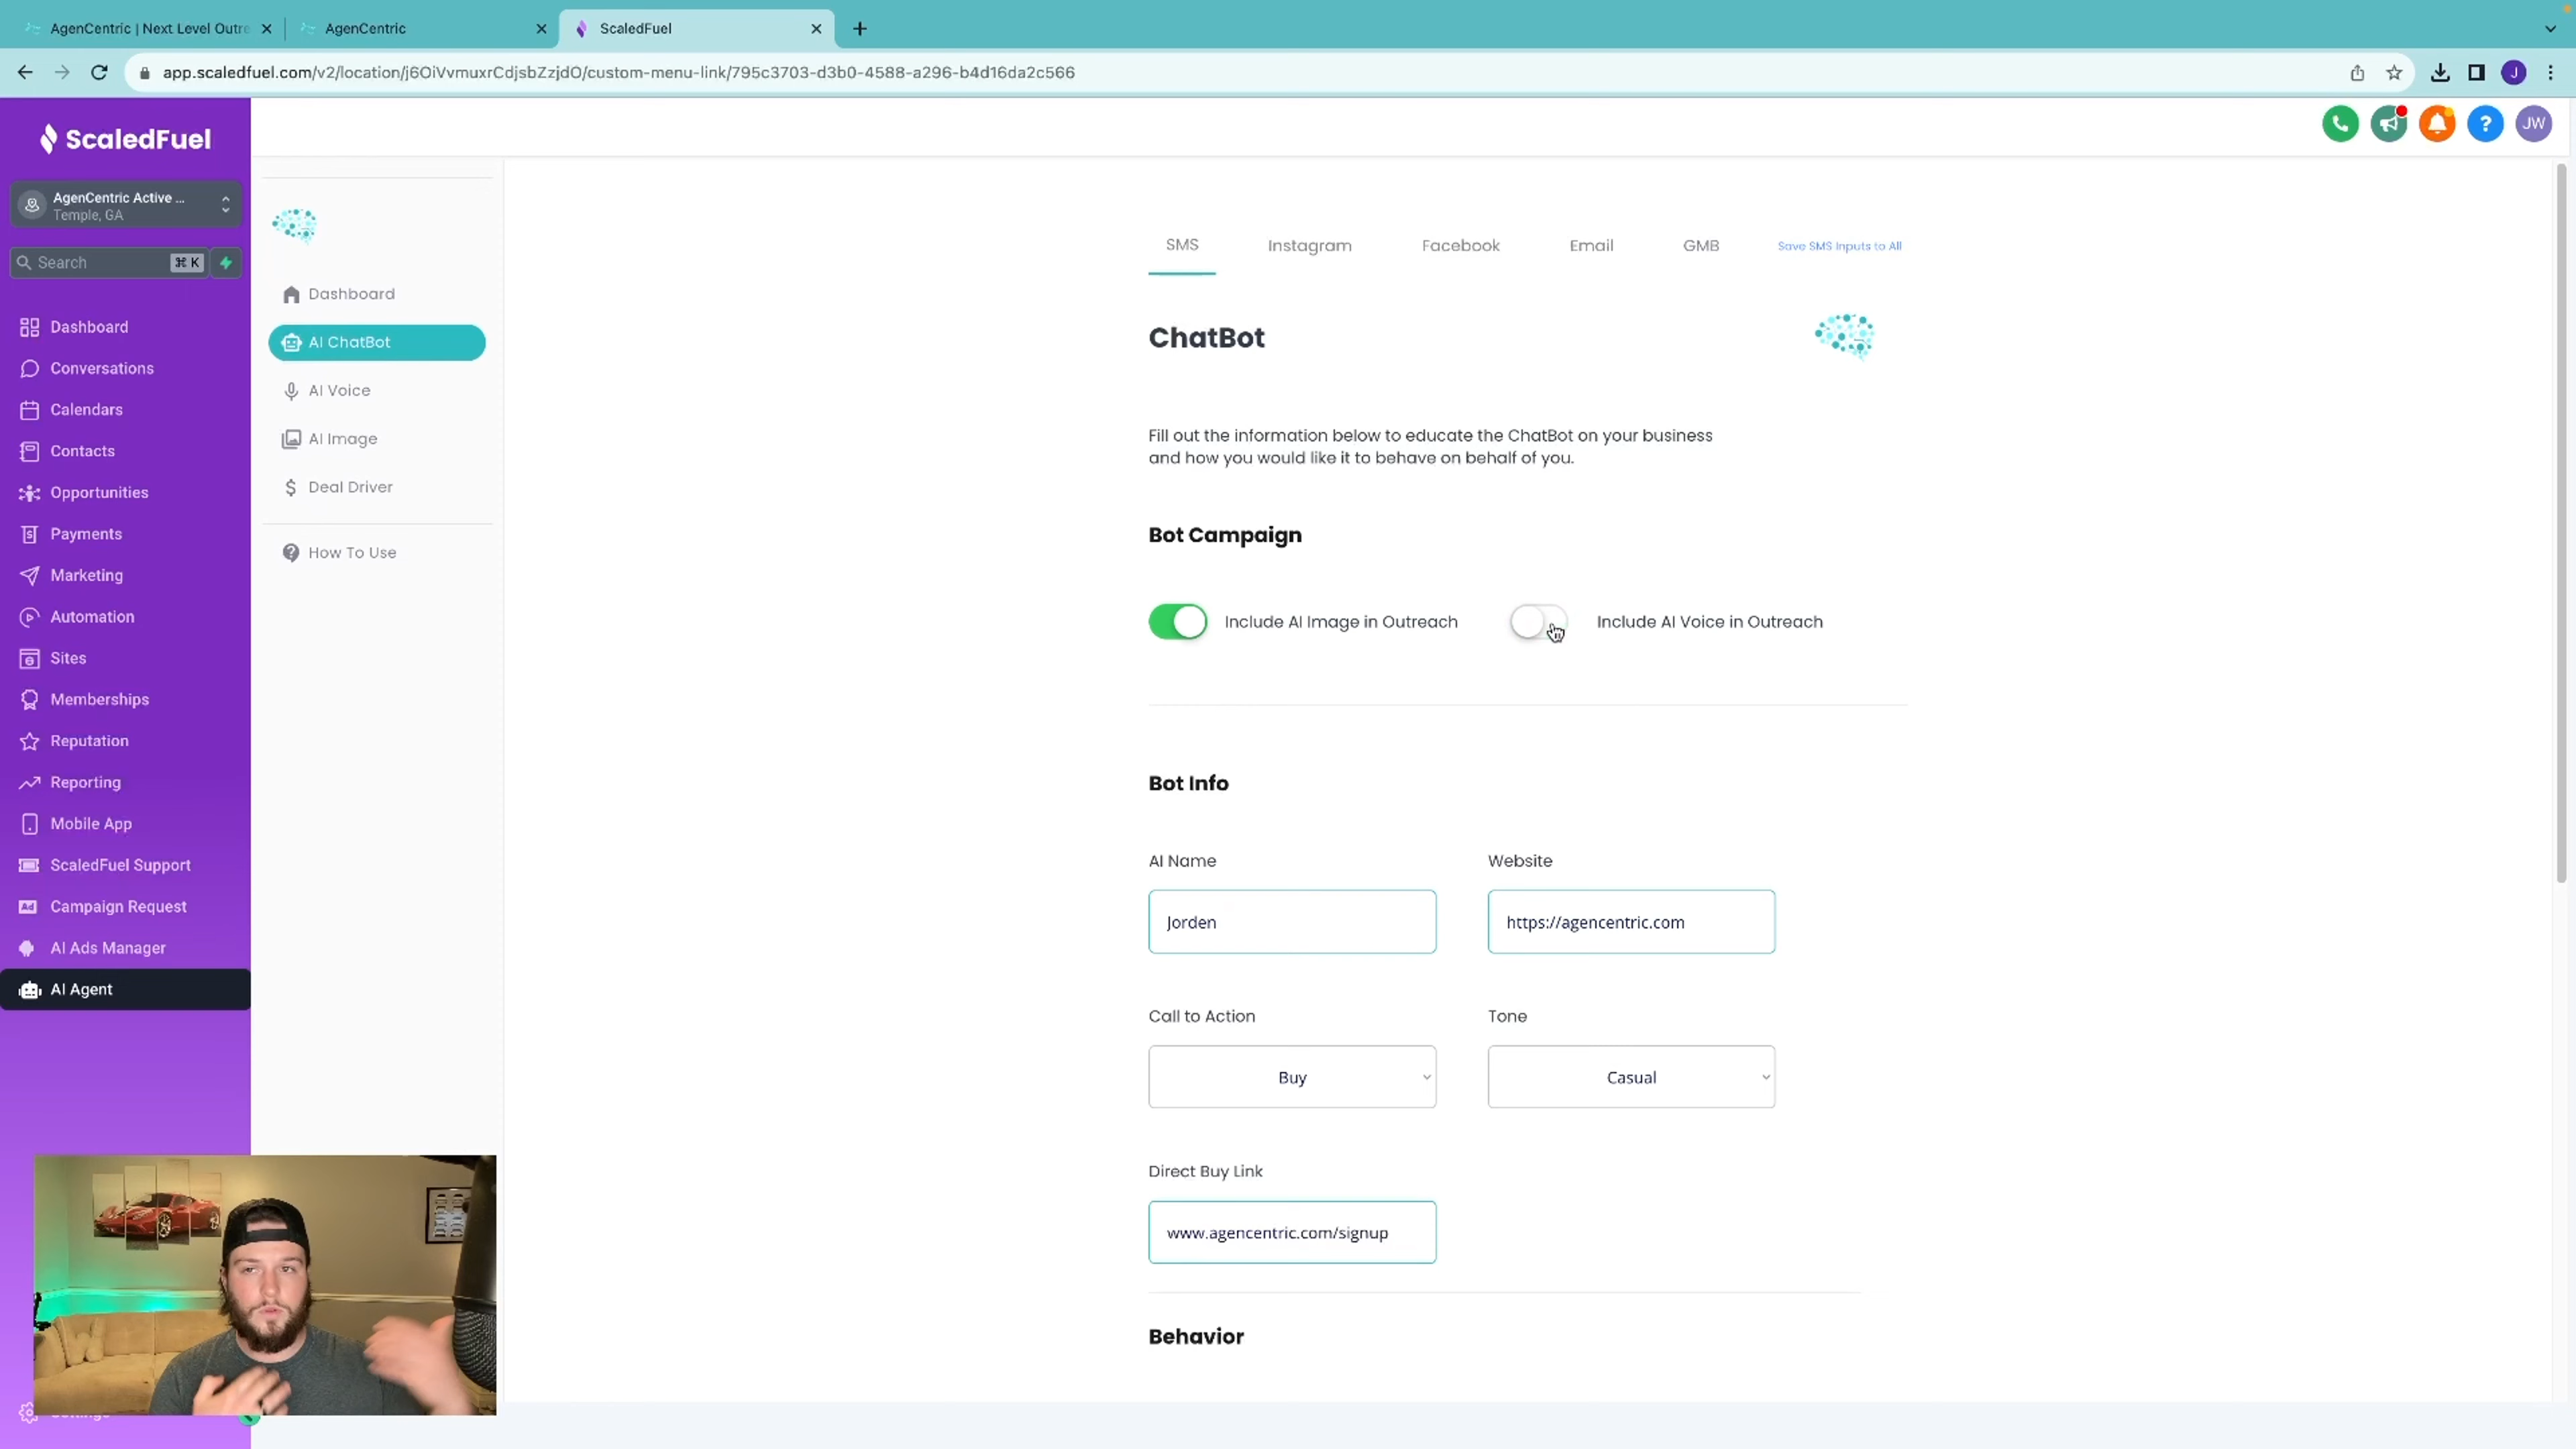 AgenCentric | Next Level Outre
AgenCentric
ScaledFuel
app.scaledfuel.com/v2/location/j6OiVvmuxrCdjsbZzjdO/custom-menu-link/795c3703-d3b0-4588-a296-b4d16da2c566
J
ScaledFuel
JW
AgenCentric Active ...
Temple, GA
Search
⌘ K
Dashboard
Conversations
Calendars
Contacts
Opportunities
Payments
Marketing
Automation
Sites
Memberships
Reputation
Reporting
Mobile App
ScaledFuel Support
Campaign Request
AI Ads Manager
AI Agent
Dashboard
AI ChatBot
AI Voice
AI Image
Deal Driver
How To Use
SMS
Instagram
Facebook
Email
GMB
Save SMS Inputs to All
ChatBot
Fill out the information below to educate the ChatBot on your business
and how you would like it to behave on behalf of you.
Bot Campaign
Include AI Image in Outreach
Include AI Voice in Outreach
Bot Info
AI Name
Website
Jorden
https://agencentric.com
Call to Action
Tone
Buy
Casual
Direct Buy Link
www.agencentric.com/signup
Behavior